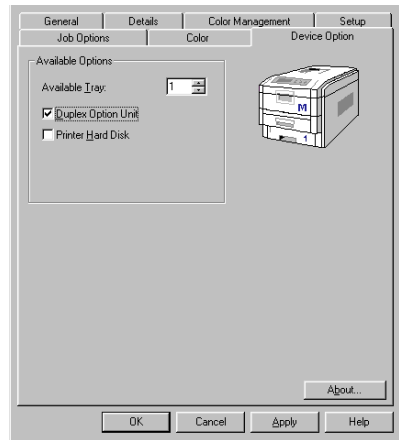 General Details Color Management Setup
Job Options Color Device Option
Available Options
Available Tray: 1
Duplex Option Unit
Printer Hard Disk
M
1
About...
OK Cancel Apply Help